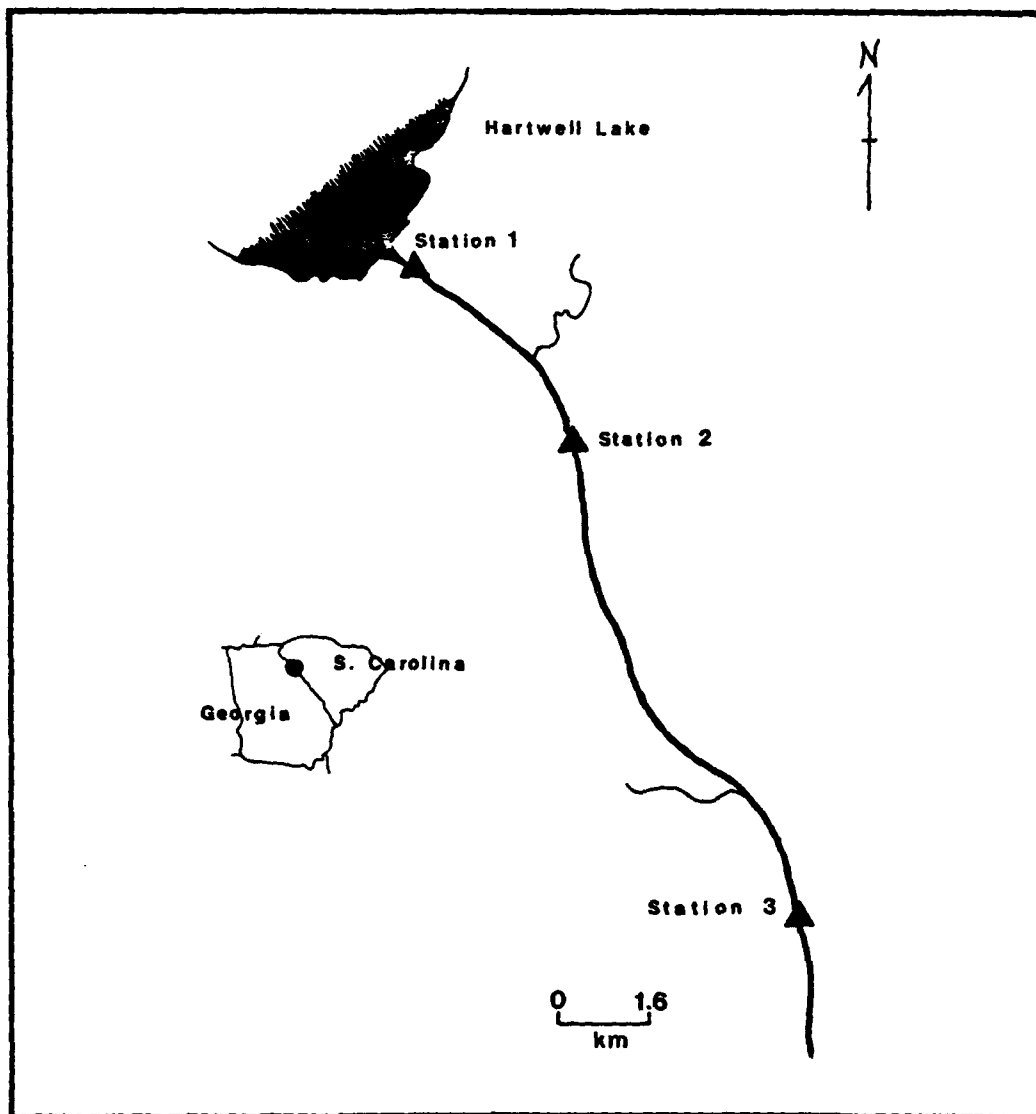 N
Hartwell Lake
Station 1
Station 2
S. Carolina
Georgia
Station 3
0 1.6
km